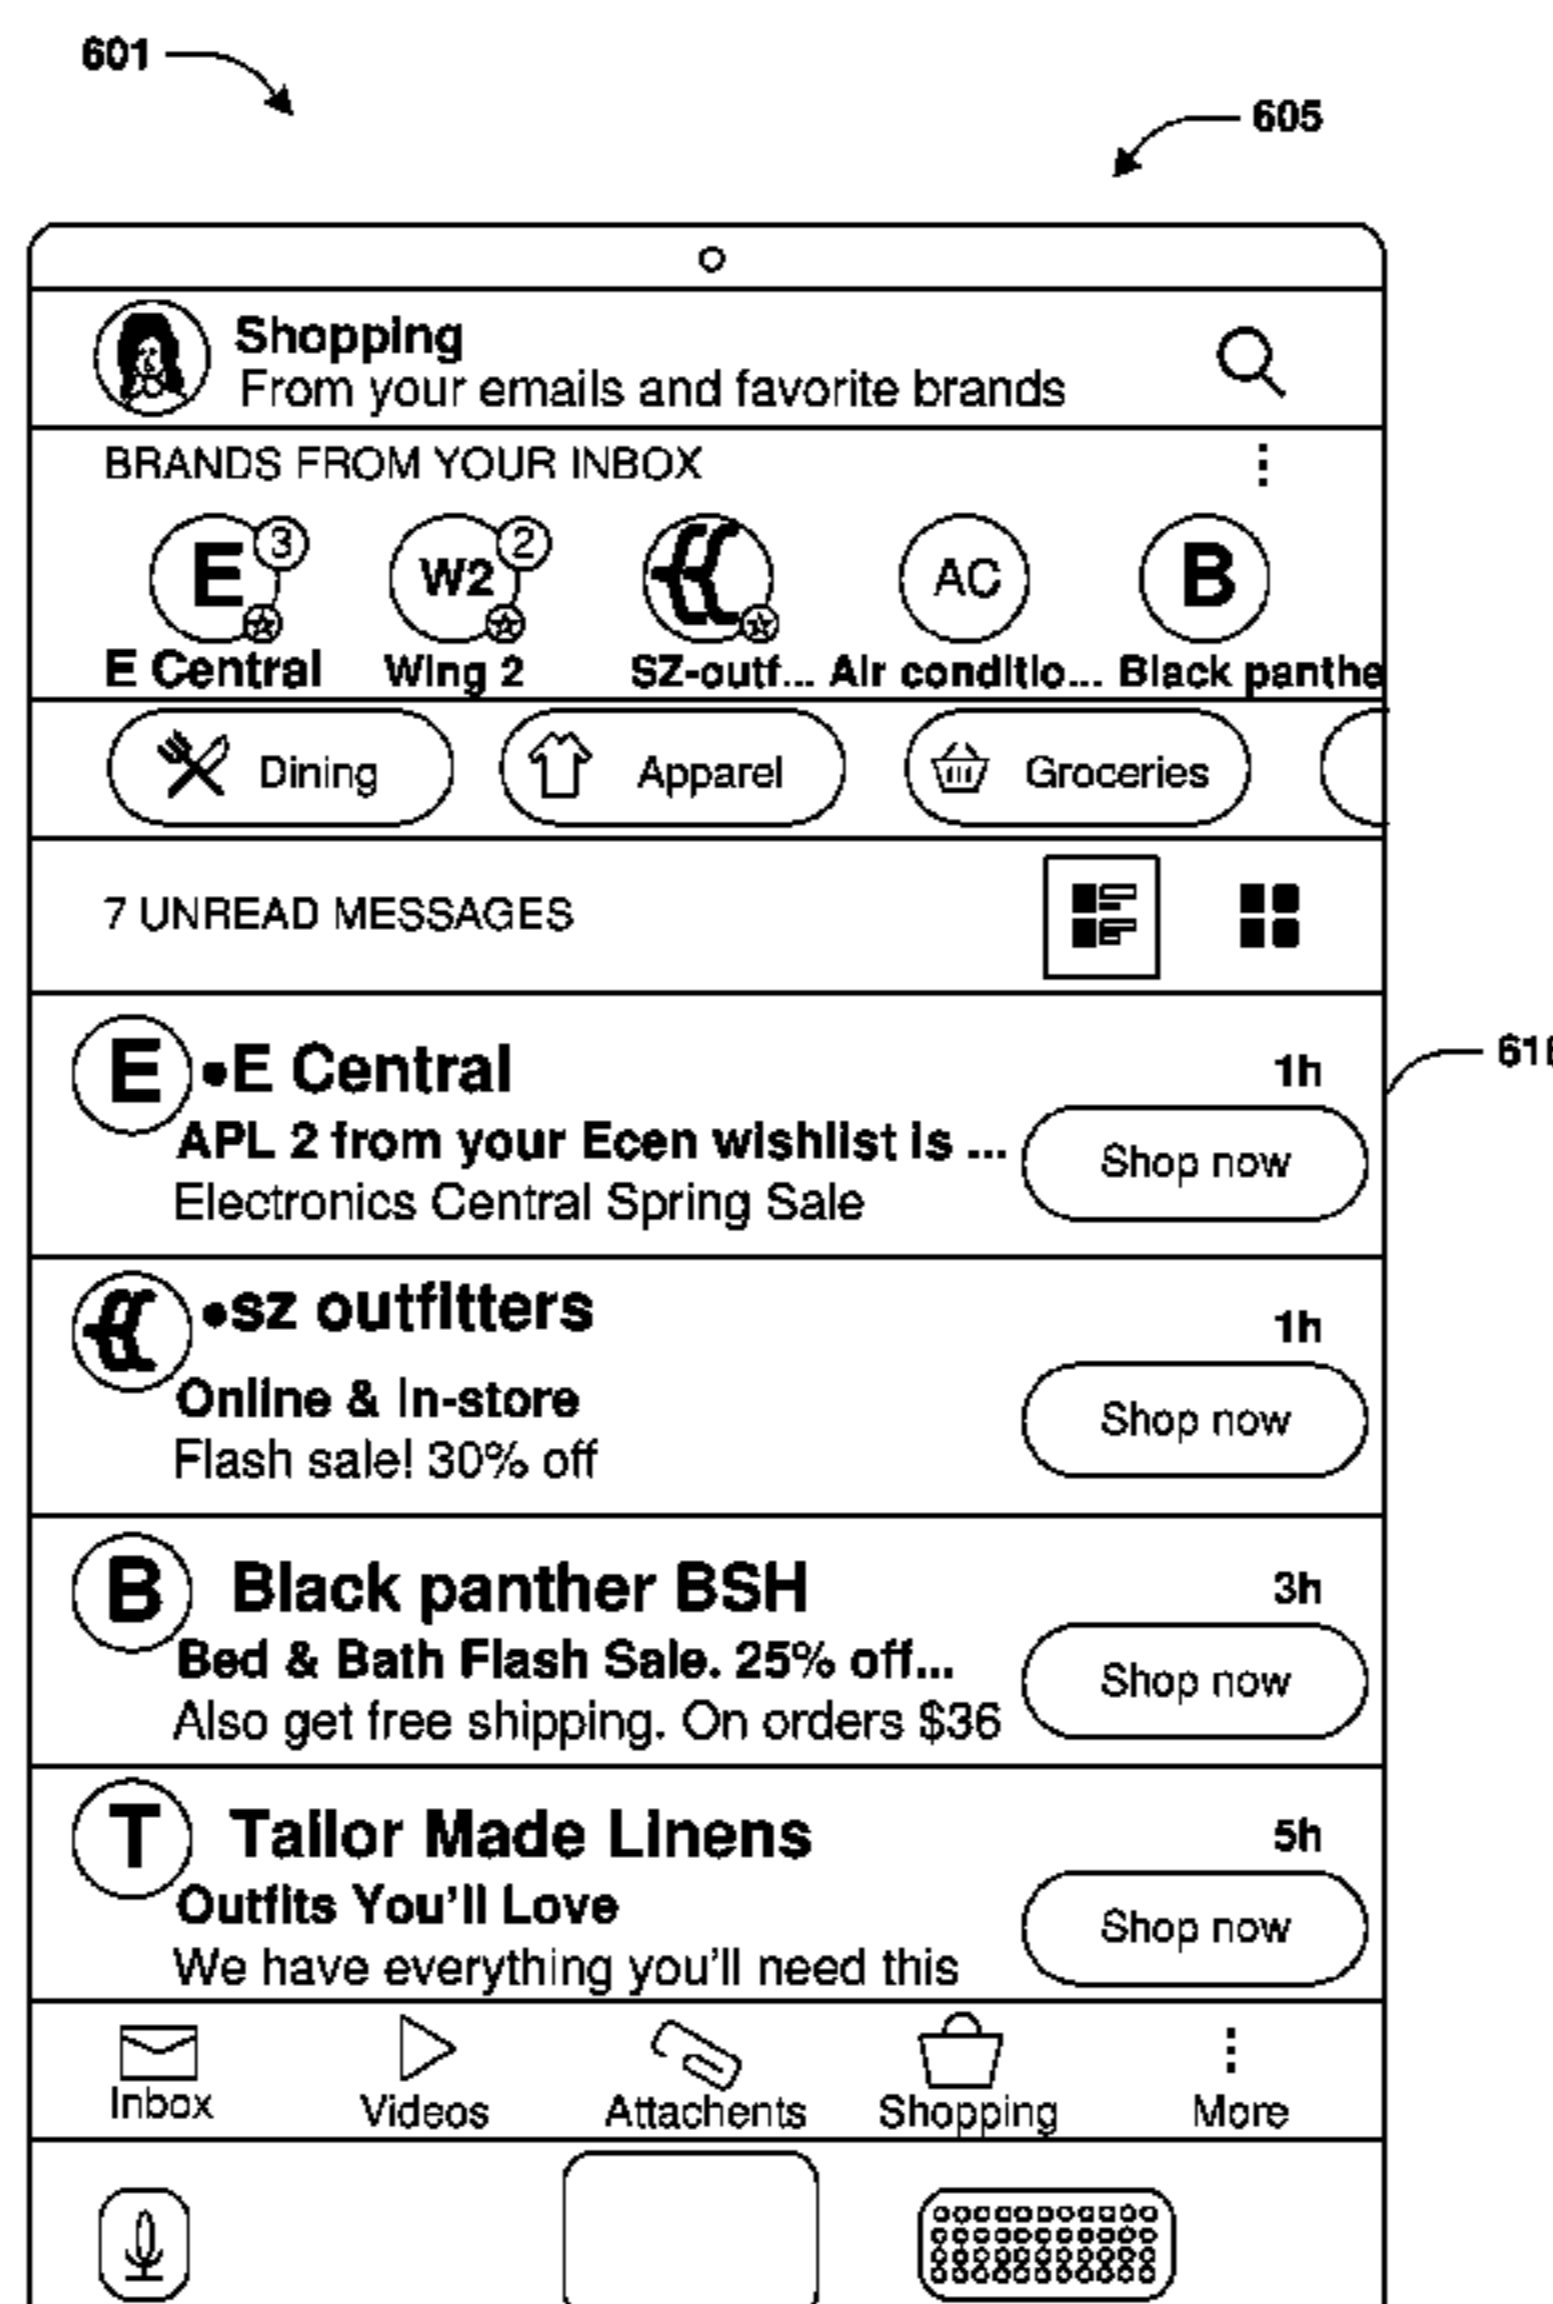 601
605
Shopping
From your emails and favorite brands
BRANDS FROM YOUR INBOX
E 3 W2 2 AC B
E Central Wing 2 SZ-outf... Air conditio... Black panthe
Dining Apparel Groceries
7 UNREAD MESSAGES
E •E Central 1h
APL 2 from your Ecen wishlist is ... Shop now
Electronics Central Spring Sale
•sz outfitters 1h
Online & In-store Shop now
Flash sale! 30% off
B Black panther BSH 3h
Bed & Bath Flash Sale. 25% off... Shop now
Also get free shipping. On orders $36
T Tailor Made Linens 5h
Outfits You'll Love Shop now
We have everything you'll need this
Inbox Videos Attachents Shopping More